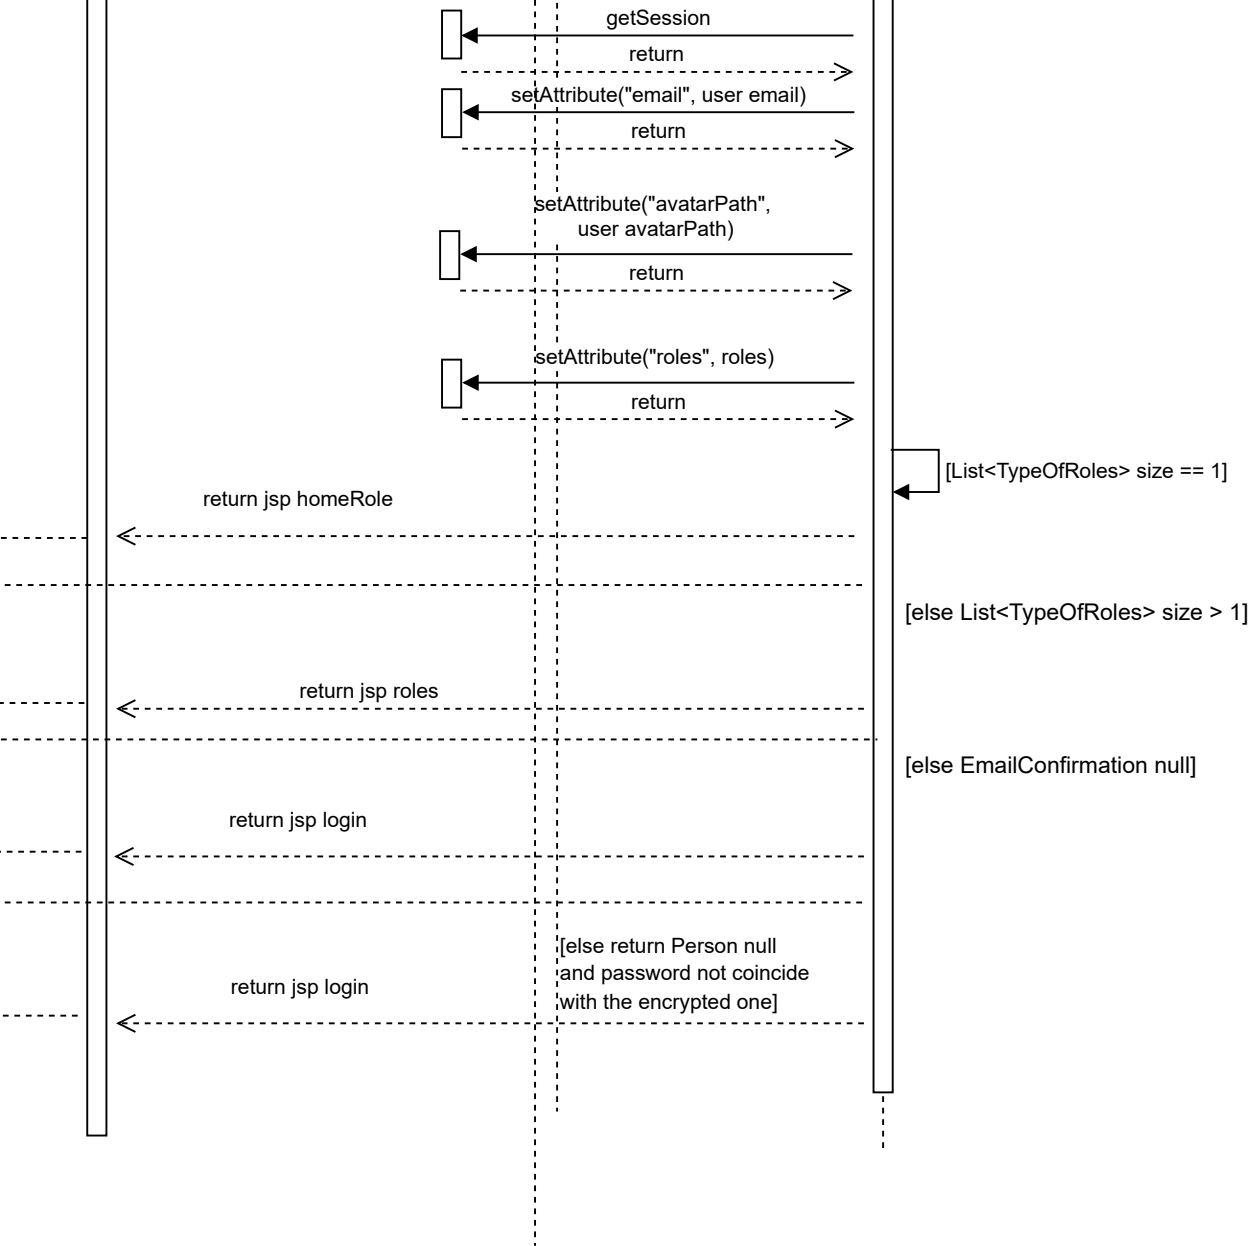 getSession
return
setAttribute("email", user email)
return
setAttribute("avatarPath",
user avatarPath)
return
setAttribute("roles", roles)
return
[List<TypeOfRoles> size == 1]
return jsp homeRole
[else List<TypeOfRoles> size > 1]
return jsp roles
[else EmailConfirmation null]
return jsp login
[else return Person null
and password not coincide
with the encrypted one]
return jsp login